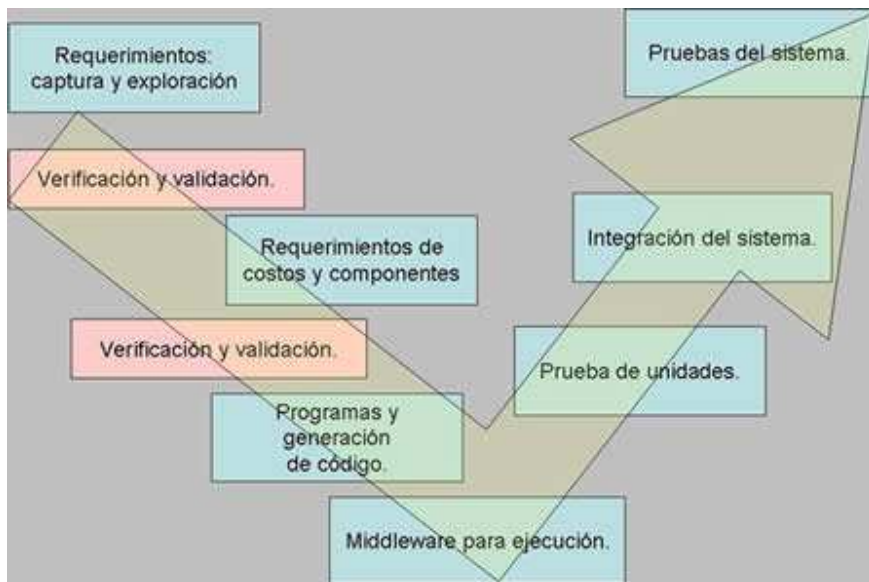 Requerimientos:
captura y exploración
Pruebas del sistema.
Verificación y validación.
Requerimientos de
costos y componentes
Integración del sistema.
Verificación y validación.
Prueba de unidades.
Programas y
generación
de código.
Middleware para ejecución.